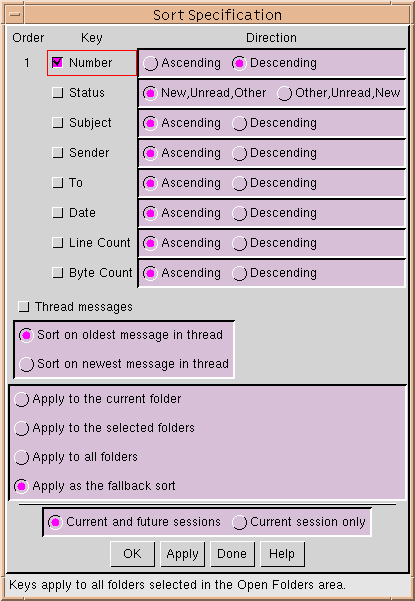 Sort Specification
Order Key Direction
1 Number Ascending Descending
Status New,Unread,Other Other,Unread,New
Subject Ascending Descending
Sender Ascending Descending
To Ascending Descending
Date Ascending Descending
Line Count Ascending Descending
Byte Count Ascending Descending
Thread messages
Sort on oldest message in thread
Sort on newest message in thread
Apply to the current folder
Apply to the selected folders
Apply to all folders
Apply as the fallback sort
Current and future sessions Current session only
OK Apply Done Help
Keys apply to all folders selected in the Open Folders area.